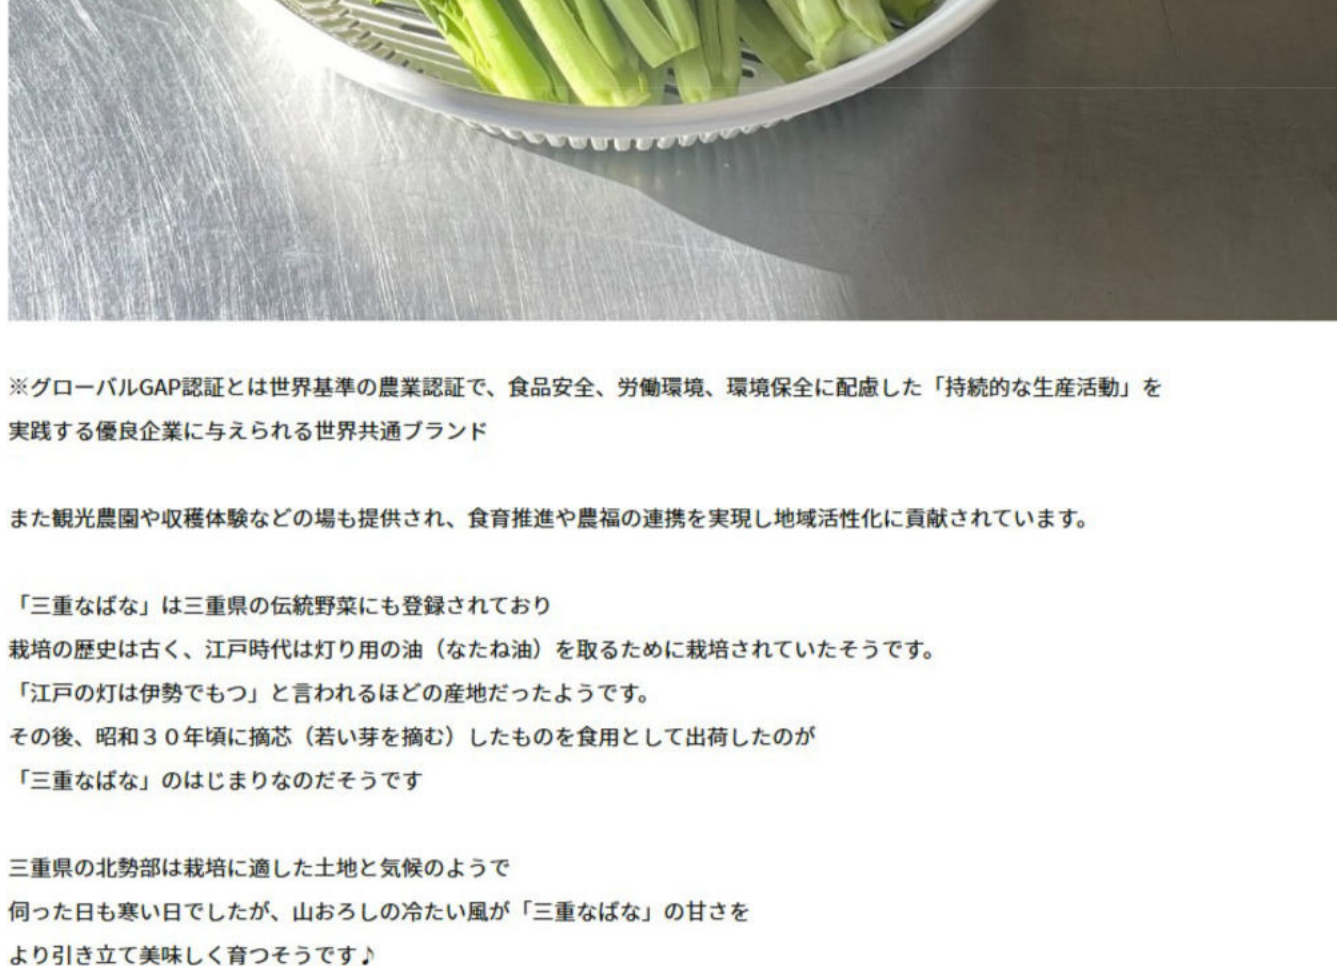 ※グローバルGAP認証とは世界基準の農業認証で、食品安全、労働環境、環境保全に配慮した「持続的な生産活動」を
実践する優良企業に与えられる世界共通ブランド
また観光農園や収穫体験などの場も提供され、食育推進や農福の連携を実現し地域活性化に貢献されています。
「三重なばな」は三重県の伝統野菜にも登録されており
栽培の歴史は古く、江戸時代は灯り用の油（なたね油）を取るために栽培されていたそうです。
「江戸の灯は伊勢でもつ」と言われるほどの産地だったようです。
その後、昭和３０年頃に摘芯（若い芽を摘む）したものを食用として出荷したのが
「三重なばな」のはじまりなのだそうです
三重県の北勢部は栽培に適した土地と気候のようで
伺った日も寒い日でしたが、山おろしの冷たい風が「三重なばな」の甘さを
より引き立て美味しく育つそうです♪